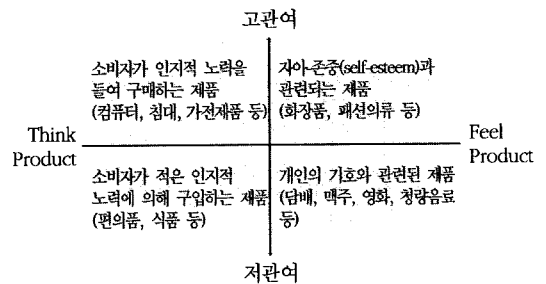 고관여
소비자가 인지적 노력을
들여 구매하는 제품
(컴퓨터, 침대, 가전제품 등)
자아-존중(self-esteem)과
관련되는 제품
(화장품, 패션의류 등)
Think
Product
Feel
Product
소비자가 적은 인지적
노력에 의해 구입하는 제품
(편의품, 식품 등)
개인의 기호와 관련된 제품
(담배, 맥주, 영화, 청량음료
등)
저관여